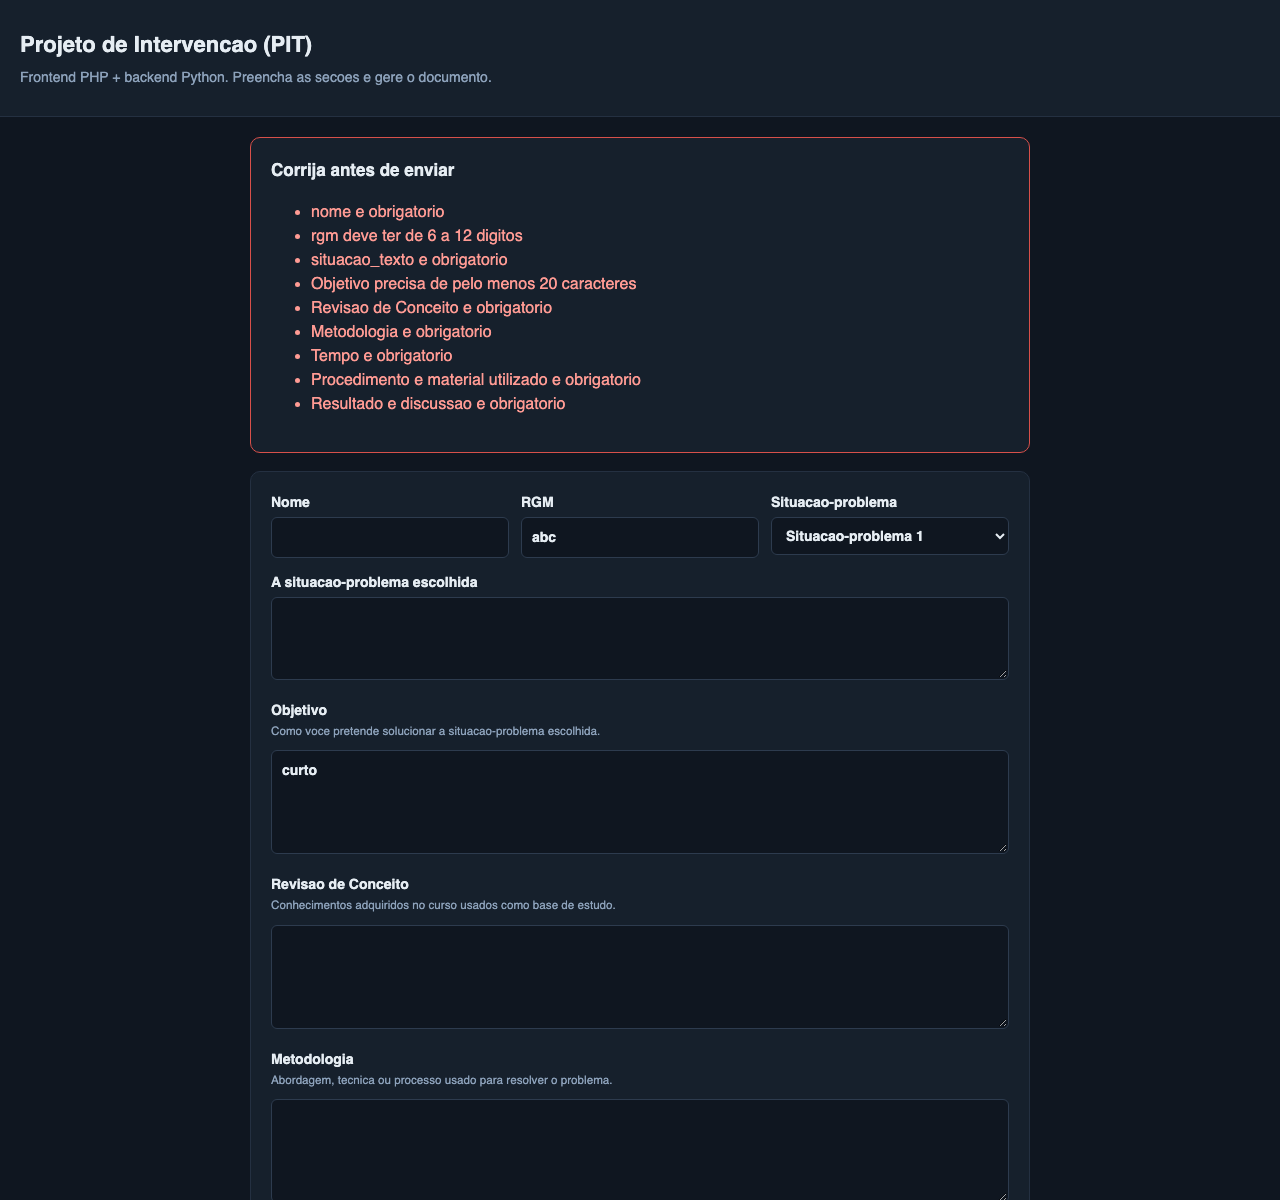 Projeto de Intervencao (PIT)
Frontend PHP + backend Python. Preencha as secoes e gere o documento.
Corrija antes de enviar
nome e obrigatorio
rgm deve ter de 6 a 12 digitos
situacao_texto e obrigatorio
Objetivo precisa de pelo menos 20 caracteres
Revisao de Conceito e obrigatorio
Metodologia e obrigatorio
Tempo e obrigatorio
Procedimento e material utilizado e obrigatorio
Resultado e discussao e obrigatorio
Nome RGM Situacao-problema
abc Situacao-problema 1
A situacao-problema escolhida
Objetivo
Como voce pretende solucionar a situacao-problema escolhida.
curto
Revisao de Conceito
Conhecimentos adquiridos no curso usados como base de estudo.
Metodologia
Abordagem, tecnica ou processo usado para resolver o problema.